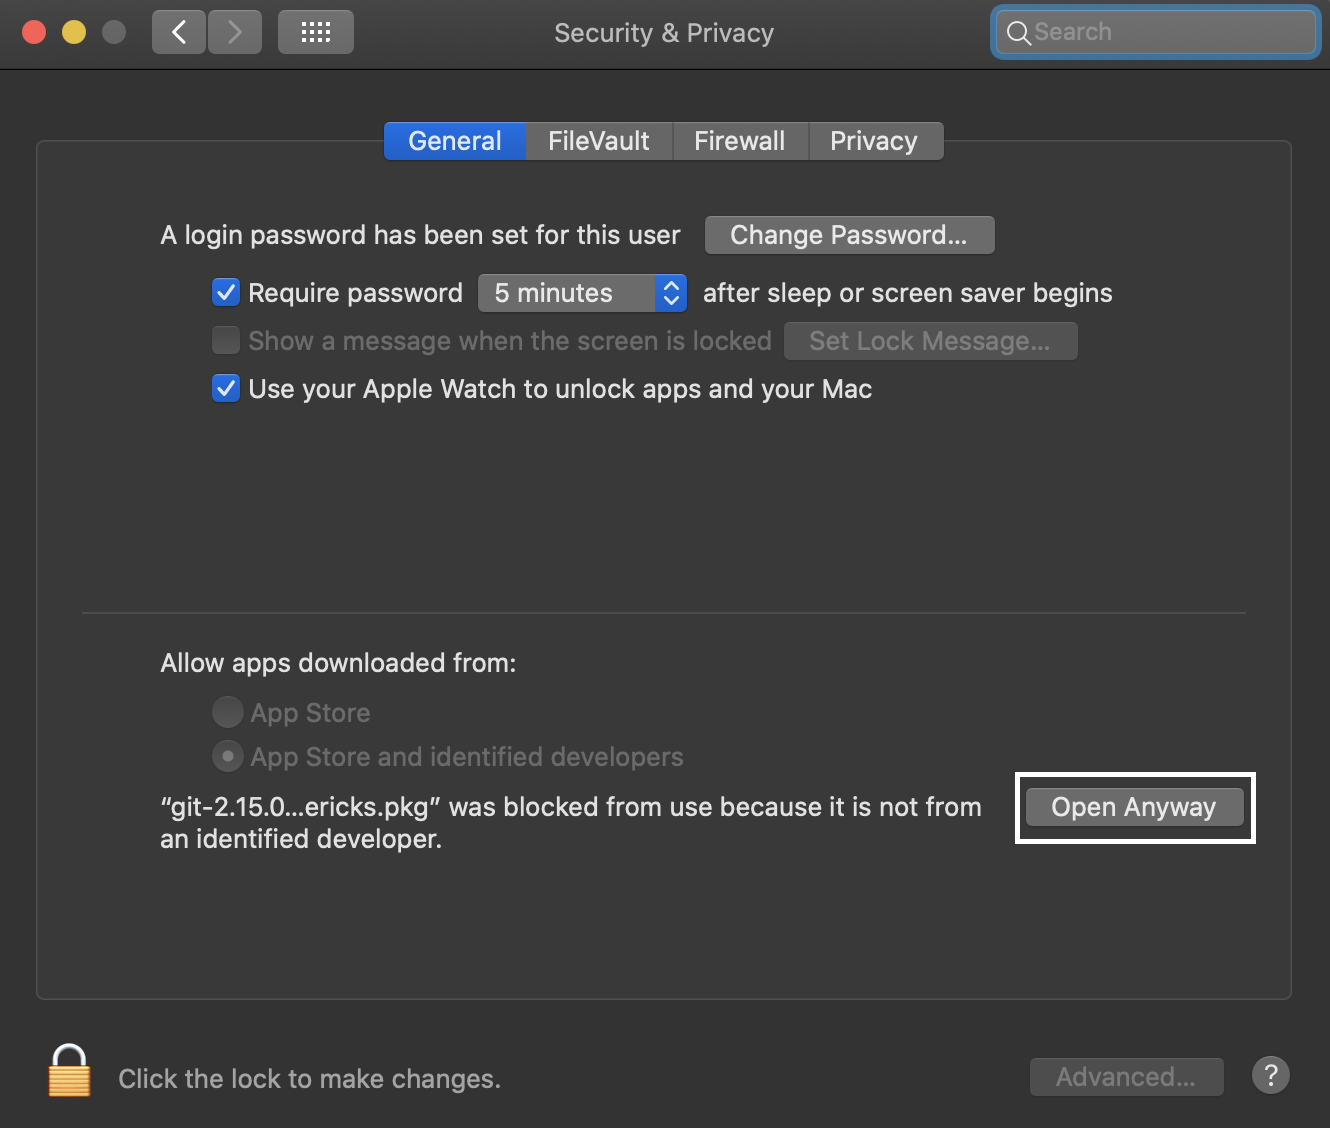 Security & Privacy
Search
General
FileVault
Firewall
Privacy
A login password has been set for this user
Change Password...
Require password
5 minutes
after sleep or screen saver begins
Show a message when the screen is locked
Set Lock Message...
Use your Apple Watch to unlock apps and your Mac
Allow apps downloaded from:
App Store
App Store and identified developers
“git-2.15.0...ericks.pkg” was blocked from use because it is not from
an identified developer.
Open Anyway
Click the lock to make changes.
Advanced...
?